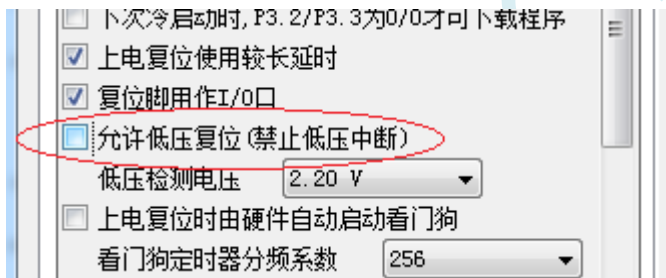 下次冷启动时,P3.2/P3.3为0/0才可下载程序
上电复位使用较长延时
复位脚用作I/O口
允许低压复位(禁止低压中断)
低压检测电压 2.20 V
上电复位时由硬件自动启动看门狗
看门狗定时器分频系数 256